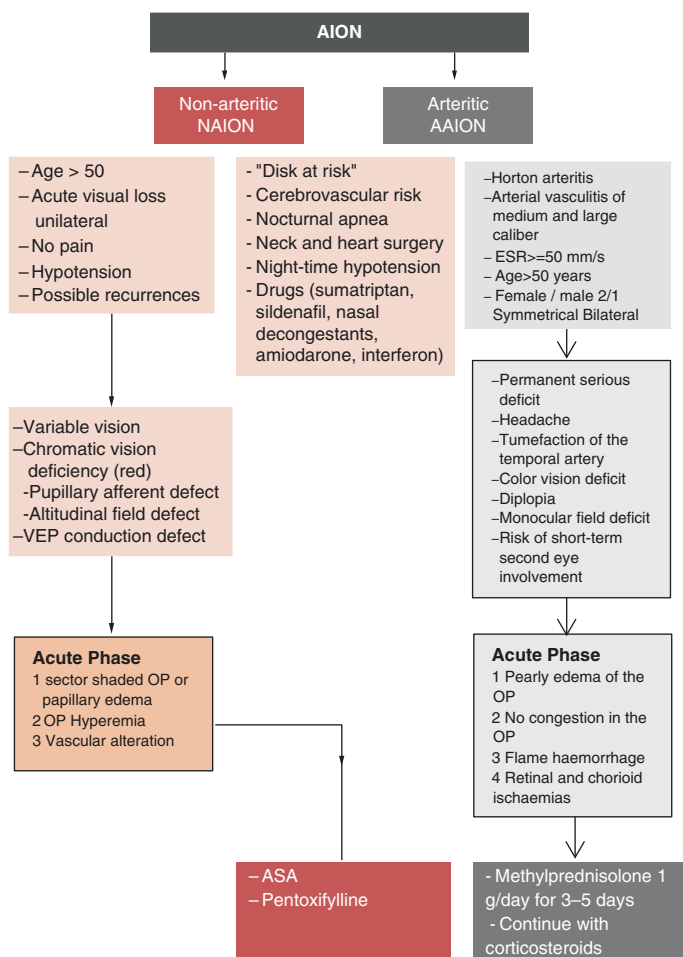 AION
Non-arteritic
NAION
Arteritic
AAION
– Age > 50
– Acute visual loss
unilateral
– No pain
– Hypotension
– Possible recurrences
- "Disk at risk"
- Cerebrovascular risk
- Nocturnal apnea
- Neck and heart surgery
- Night-time hypotension
- Drugs (sumatriptan,
sildenafil, nasal
decongestants,
amiodarone, interferon)
–Horton arteritis
–Arterial vasculitis of
medium and large
caliber
– ESR>=50 mm/s
– Age>50 years
– Female / male 2/1
Symmetrical Bilateral
–Variable vision
–Chromatic vision
deficiency (red)
-Pupillary afferent defect
-Altitudinal field defect
–VEP conduction defect
–Permanent serious
deficit
–Headache
–Tumefaction of the
temporal artery
–Color vision deficit
–Diplopia
–Monocular field deficit
–Risk of short-term
second eye
involvement
Acute Phase
1 sector shaded OP or
papillary edema
2 OP Hyperemia
3 Vascular alteration
Acute Phase
1 Pearly edema of the
OP
2 No congestion in the
OP
3 Flame haemorrhage
4 Retinal and chorioid
ischaemias
– ASA
– Pentoxifylline
- Methylprednisolone 1
g/day for 3–5 days
- Continue with
corticosteroids